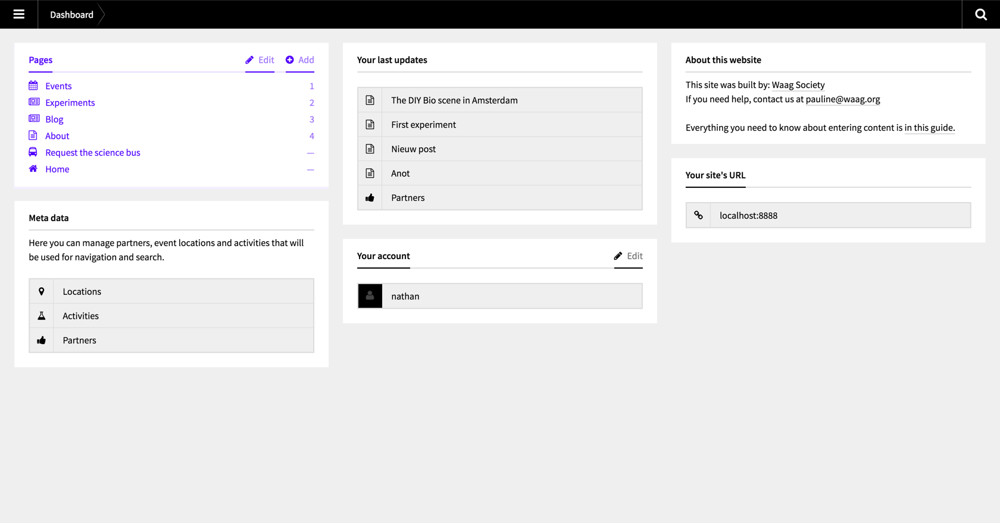 Dashboard
Pages
Edit
Add
Events 1
Experiments 2
Blog 3
About 4
Request the science bus —
Home —
Meta data
Here you can manage partners, event locations and activities that will
be used for navigation and search.
Locations
Activities
Partners
Your last updates
The DIY Bio scene in Amsterdam
First experiment
Nieuw post
Anot
Partners
Your account
Edit
nathan
About this website
This site was built by: Waag Society
If you need help, contact us at pauline@waag.org
Everything you need to know about entering content is in this guide.
Your site's URL
localhost:8888